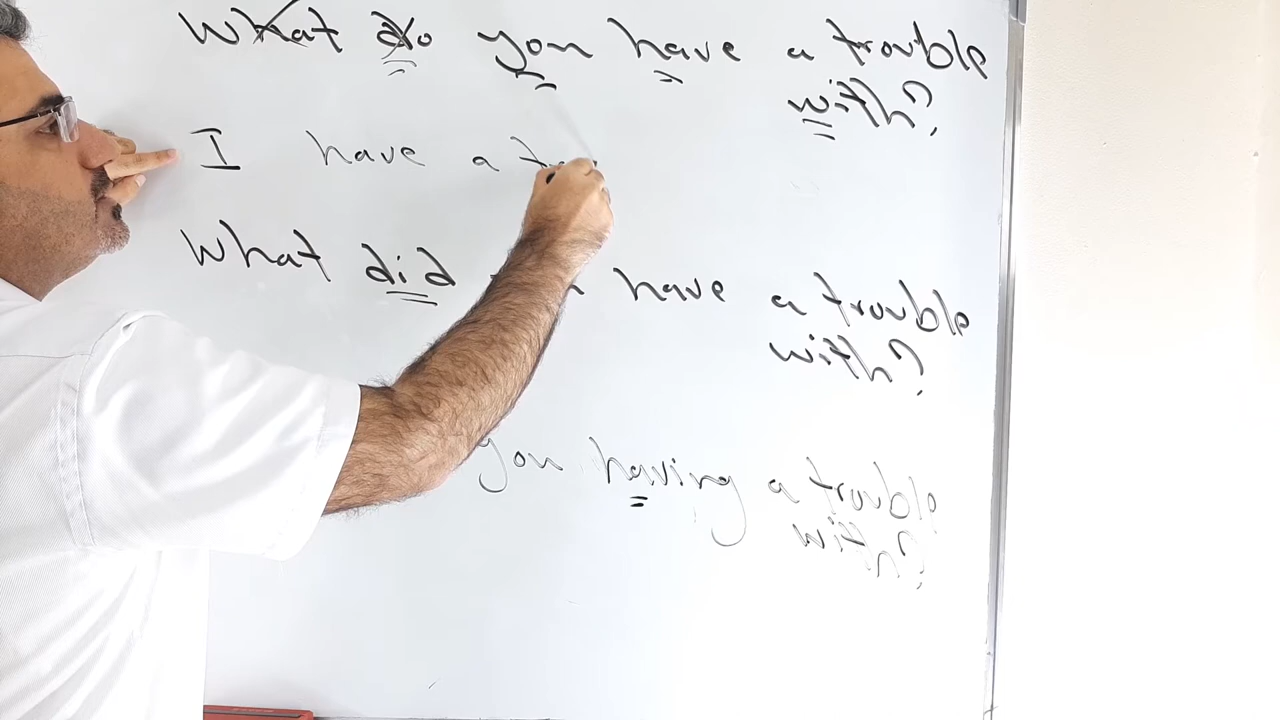 What do you have a trouble
with?
I have a
What did have a trouble
with?
you having a trouble
with?